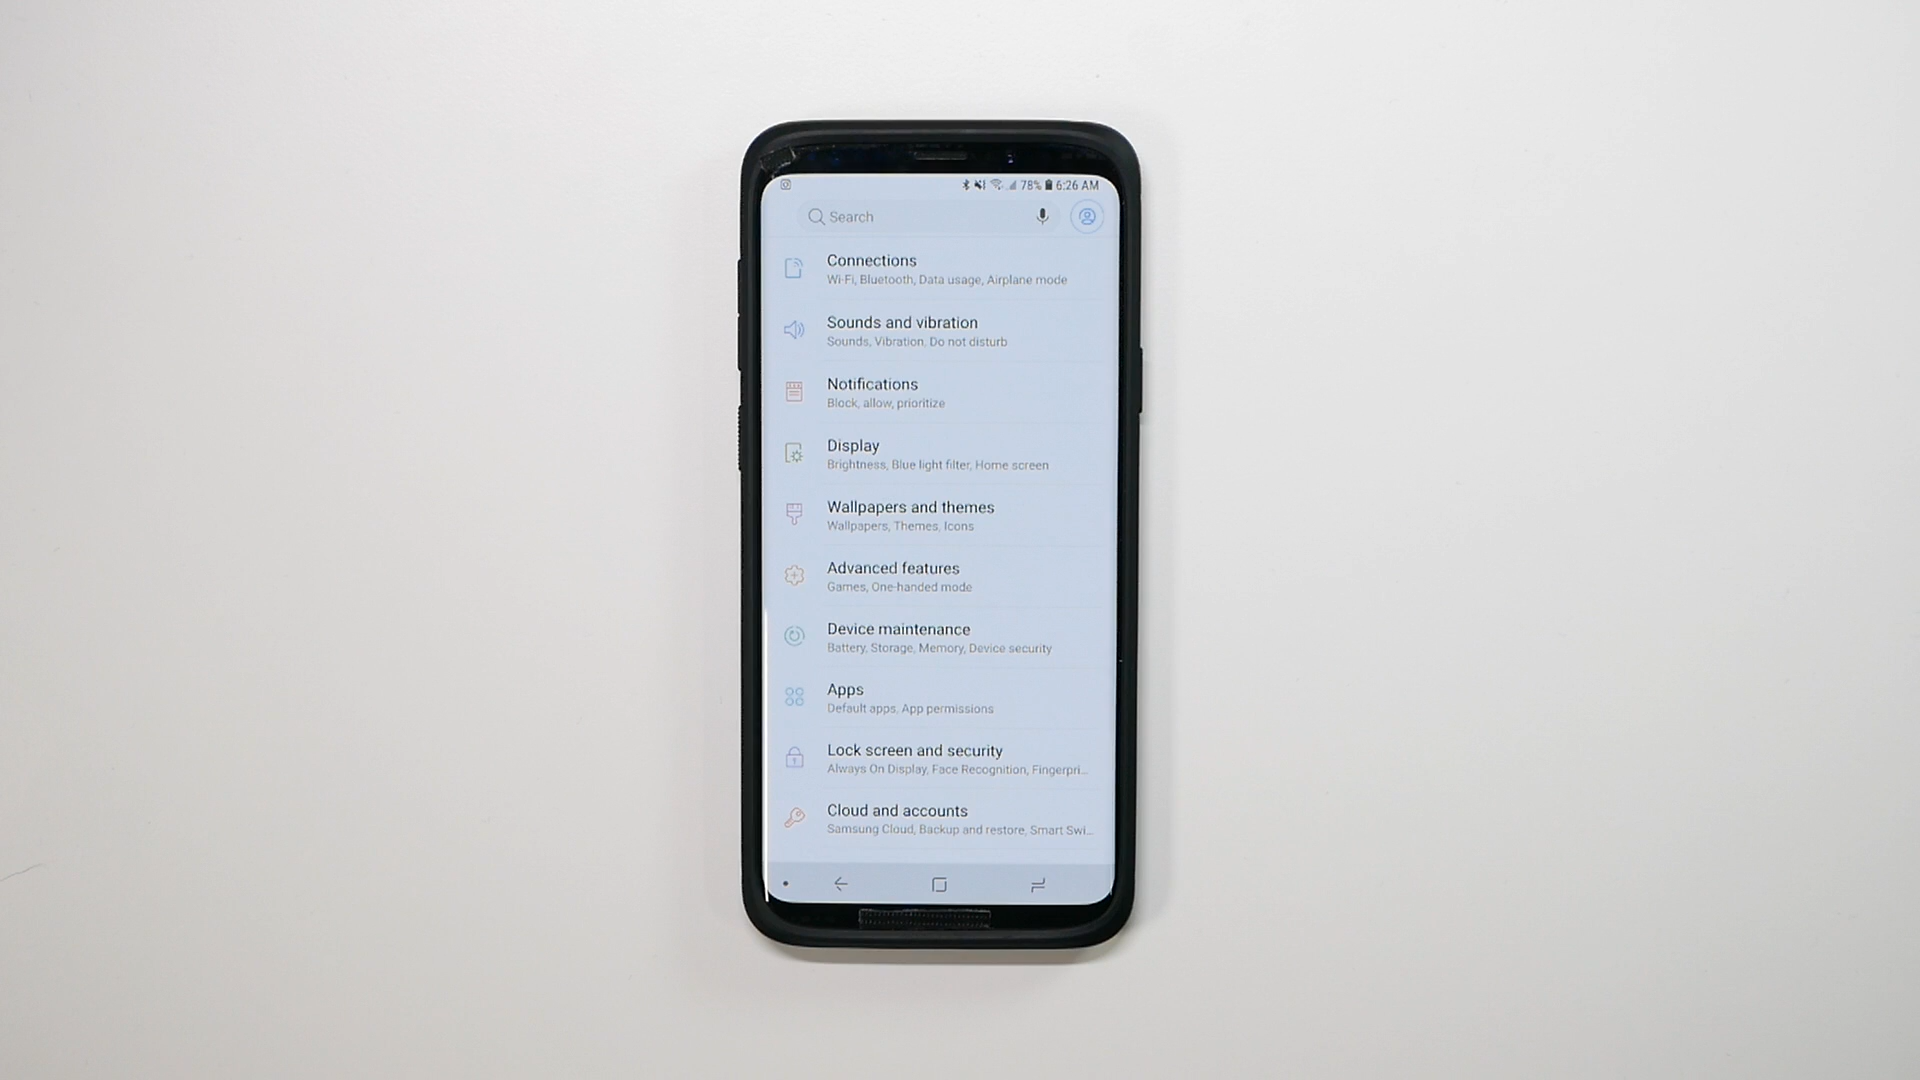 78% 6:26 AM
Search
Connections
Wi-Fi, Bluetooth, Data usage, Airplane mode
Sounds and vibration
Sounds, Vibration, Do not disturb
Notifications
Block, allow, prioritize
Display
Brightness, Blue light filter, Home screen
Wallpapers and themes
Wallpapers, Themes, Icons
Advanced features
Games, One-handed mode
Device maintenance
Battery, Storage, Memory, Device security
Apps
Default apps, App permissions
Lock screen and security
Always On Display, Face Recognition, Fingerpri...
Cloud and accounts
Samsung Cloud, Backup and restore, Smart Swi...